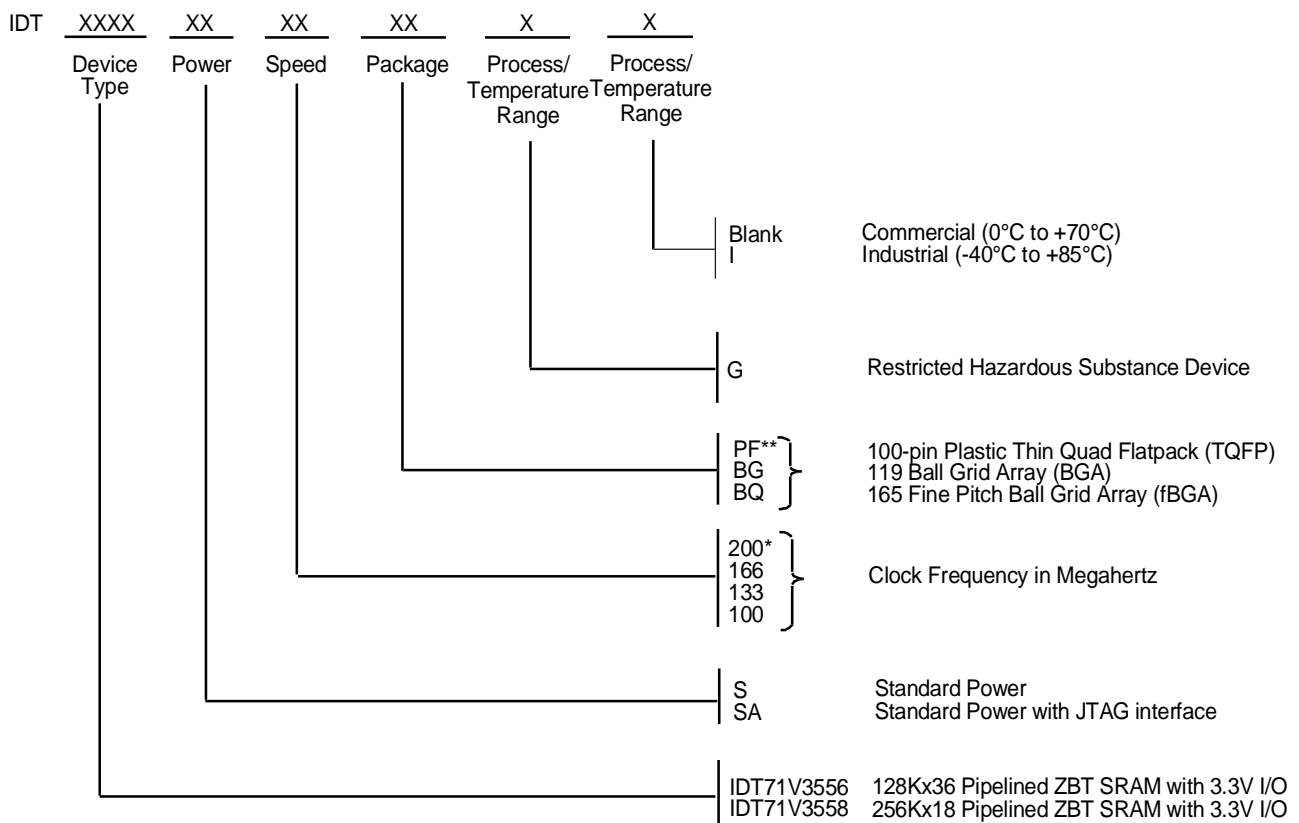 IDT XXXX XX XX XX X X
Device Type Power Speed Package Process/ Temperature Range Process/ Temperature Range
Blank Commercial (0°C to +70°C)
I Industrial (-40°C to +85°C)
G Restricted Hazardous Substance Device
PF** 100-pin Plastic Thin Quad Flatpack (TQFP)
BG 119 Ball Grid Array (BGA)
BQ 165 Fine Pitch Ball Grid Array (fBGA)
200*
166
133
100
Clock Frequency in Megahertz
S Standard Power
SA Standard Power with JTAG interface
IDT71V3556 128Kx36 Pipelined ZBT SRAM with 3.3V I/O
IDT71V3558 256Kx18 Pipelined ZBT SRAM with 3.3V I/O